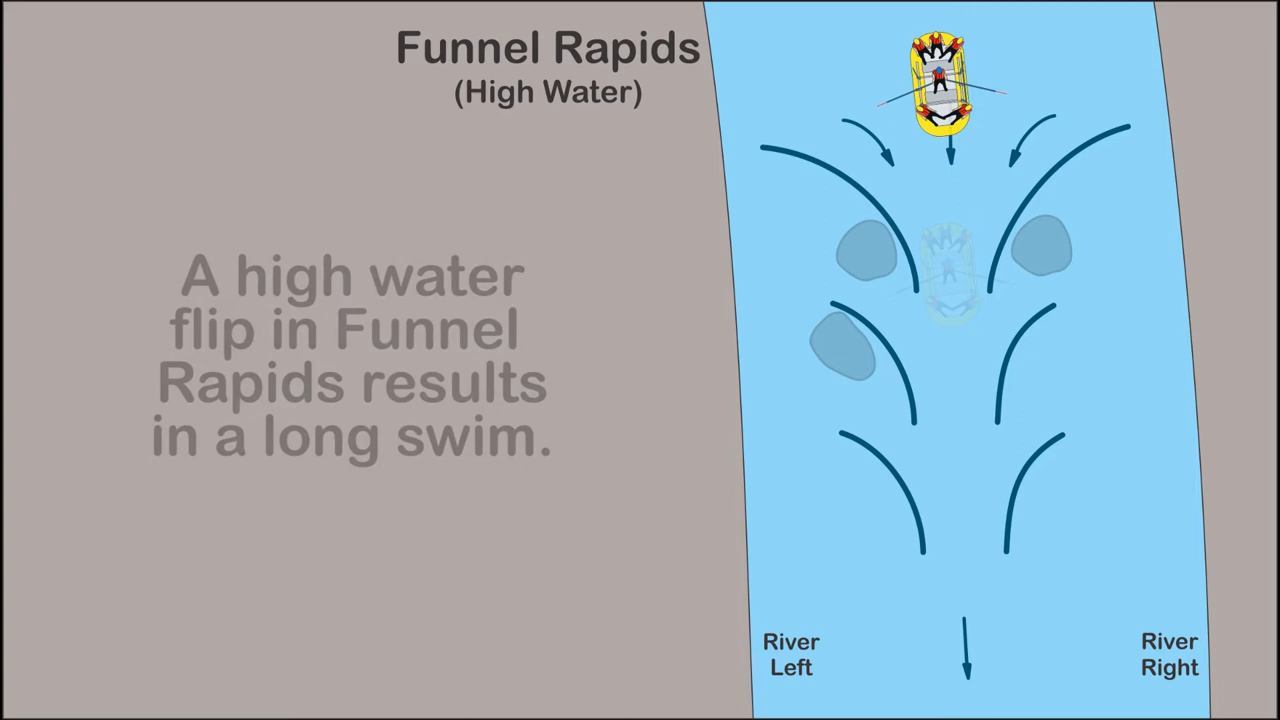 Funnel Rapids
(High Water)
A high water
flip in Funnel
Rapids results
in a long swim.
River
Left
River
Right